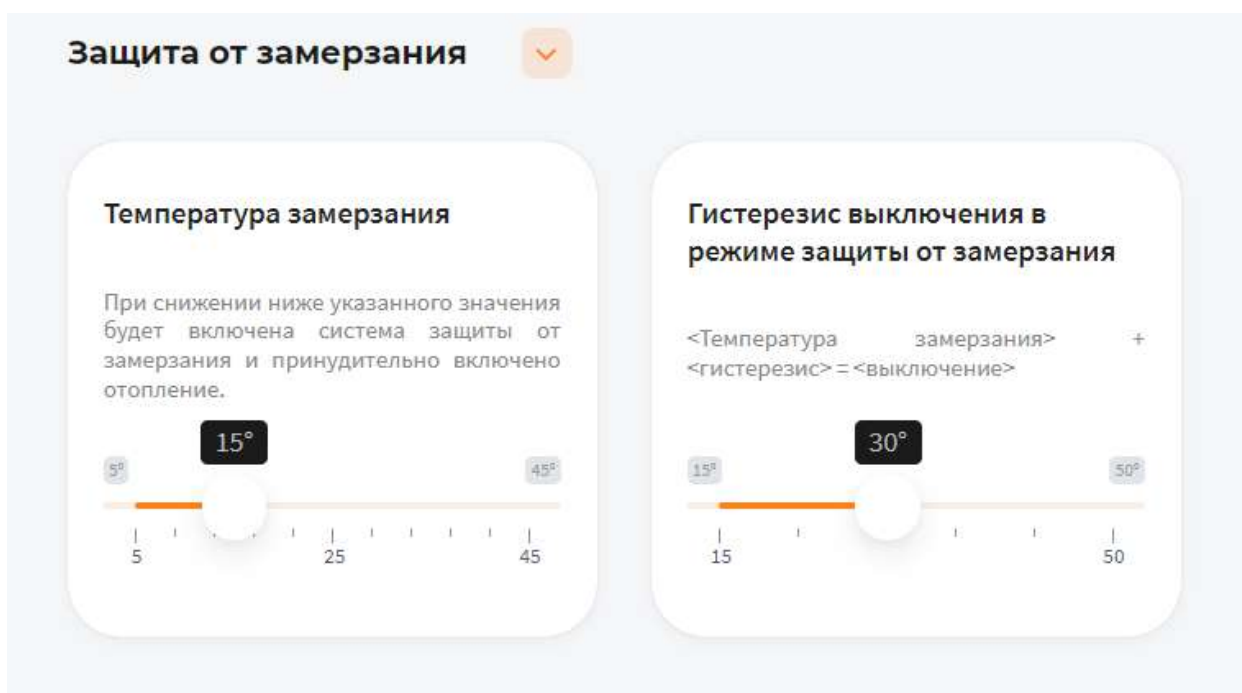 Защита от замерзания
Температура замерзания
При снижении ниже указанного значения
будет включена система защиты от
замерзания и принудительно включено
отопление.
15°
5° 45°
5 25 45
Гистерезис выключения в
режиме защиты от замерзания
<Температура замерзания> +
<гистерезис> = <выключение>
30°
15° 50°
15 50